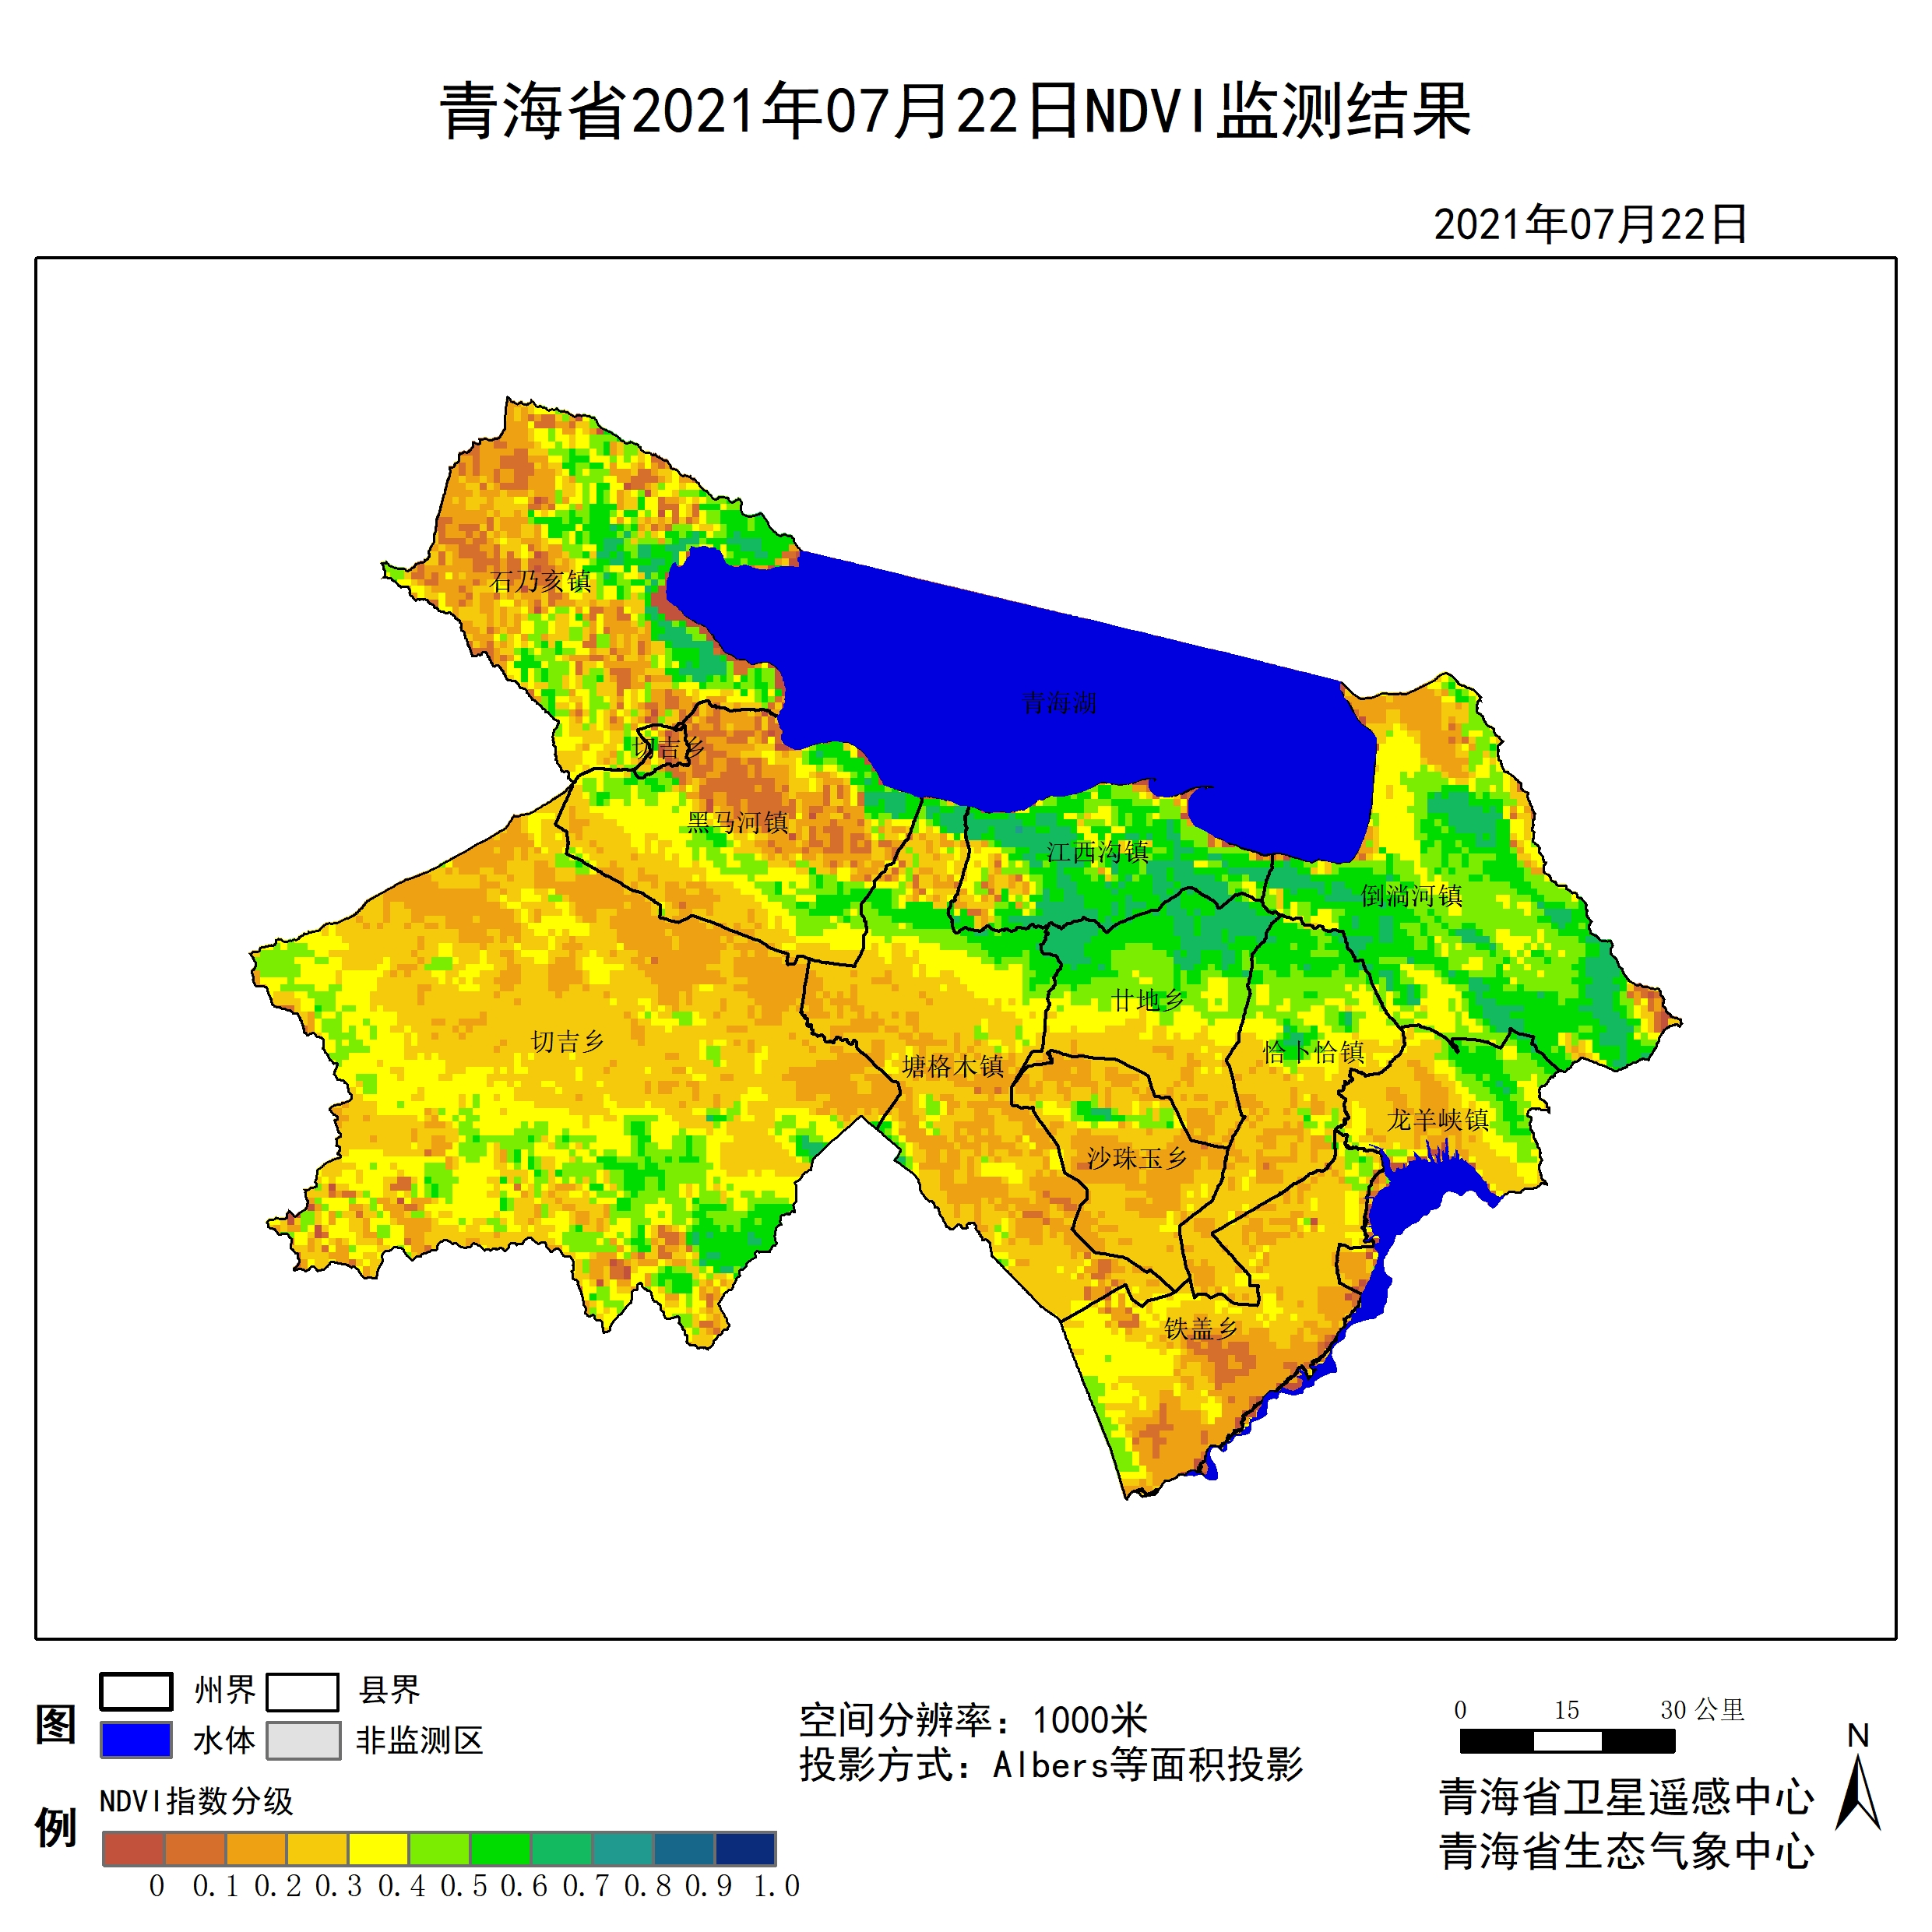 青海省2021年07月22日NDVI监测结果
2021年07月22日
石乃亥镇
青海湖
切吉乡
黑马河镇
江西沟镇
倒淌河镇
廿地乡
切吉乡
恰卜恰镇
塘格木镇
龙羊峡镇
沙珠玉乡
铁盖乡
图例
州界 县界
水体 非监测区
NDVI指数分级
0 0.1 0.2 0.3 0.4 0.5 0.6 0.7 0.8 0.9 1.0
空间分辨率：1000米
投影方式：Albers等面积投影
0 15 30 公里
N
青海省卫星遥感中心
青海省生态气象中心